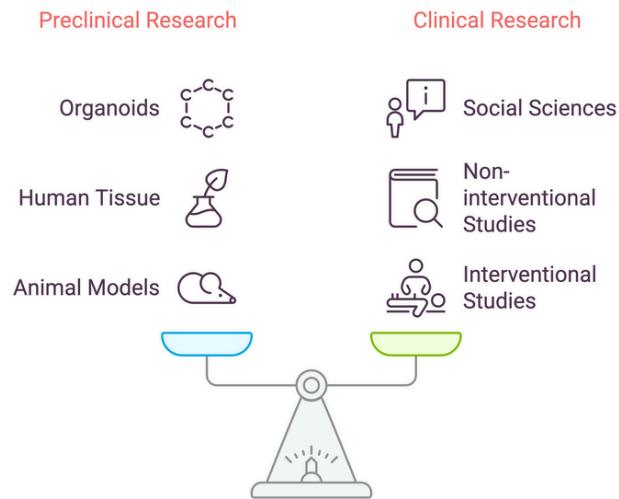 Preclinical Research
Clinical Research
Organoids
C C C C C C
i
Social Sciences
Human Tissue
Non-
interventional
Studies
Animal Models
Interventional
Studies